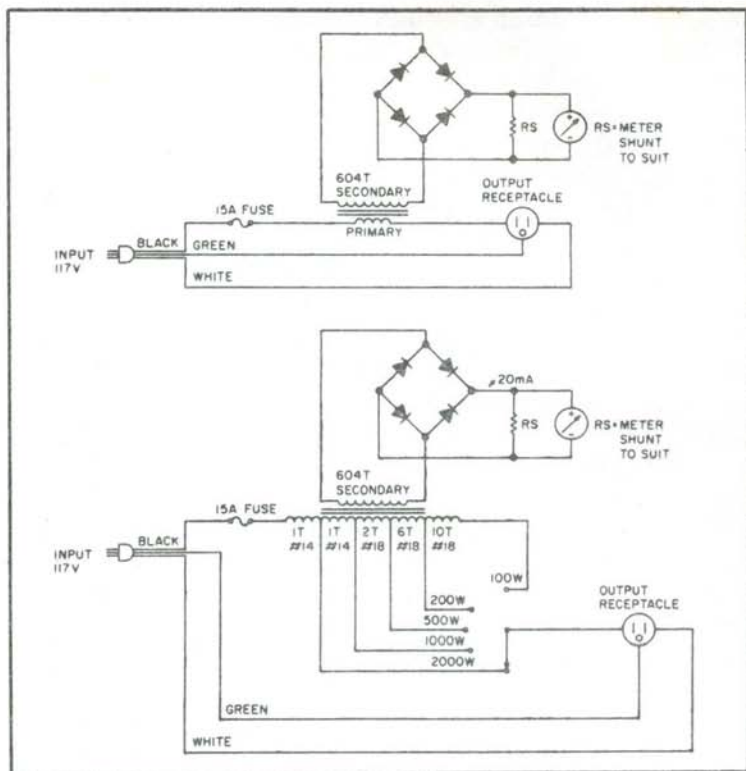 604T
SECONDARY
RS
RS=METER
SHUNT
TO SUIT
15A FUSE
OUTPUT
RECEPTACLE
PRIMARY
INPUT
117V
BLACK
GREEN
WHITE
20mA
RS
RS=METER
SHUNT
TO SUIT
604T
SECONDARY
15A FUSE
1T
#14
1T
#14
2T
#18
6T
#18
10T
#18
INPUT
117V
BLACK
100W
200W
500W
1000W
2000W
OUTPUT
RECEPTACLE
GREEN
WHITE